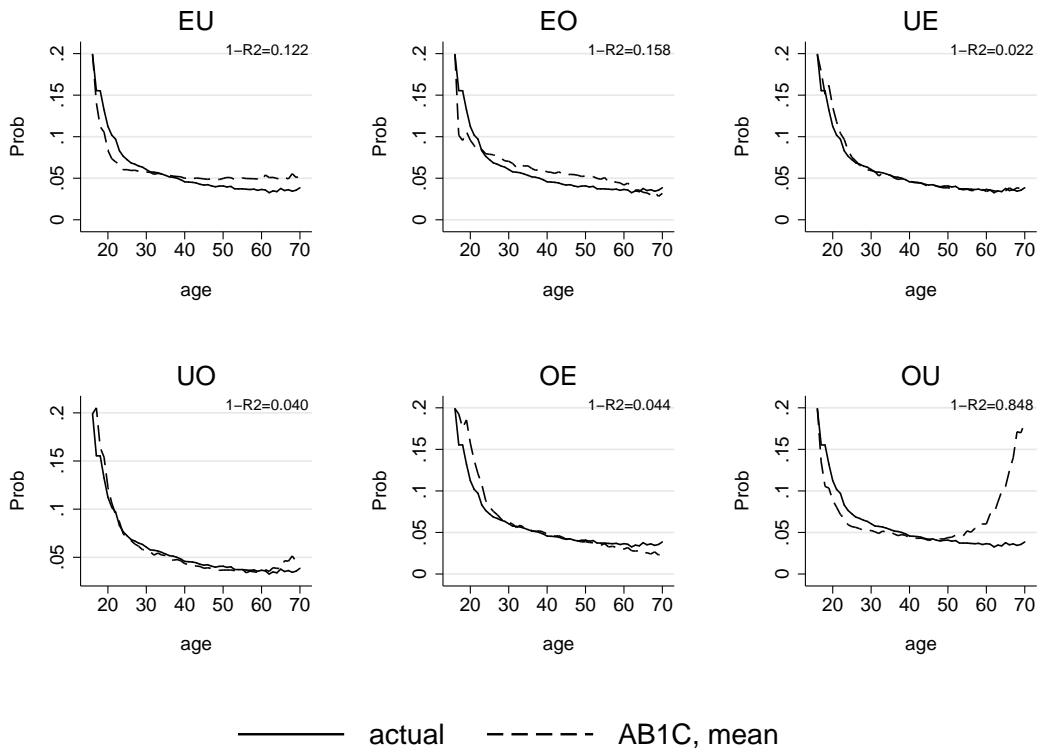 EU
1−R2=0.122
.2
.15
.1
.05
0
Prob
20 30 40 50 60 70
age
EO
1−R2=0.158
.2
.15
.1
.05
0
Prob
20 30 40 50 60 70
age
UE
1−R2=0.022
.2
.15
.1
.05
0
Prob
20 30 40 50 60 70
age
UO
1−R2=0.040
.2
.15
.1
.05
Prob
20 30 40 50 60 70
age
OE
1−R2=0.044
.2
.15
.1
.05
0
Prob
20 30 40 50 60 70
age
OU
1−R2=0.848
.2
.15
.1
.05
0
Prob
20 30 40 50 60 70
age
actual AB1C, mean